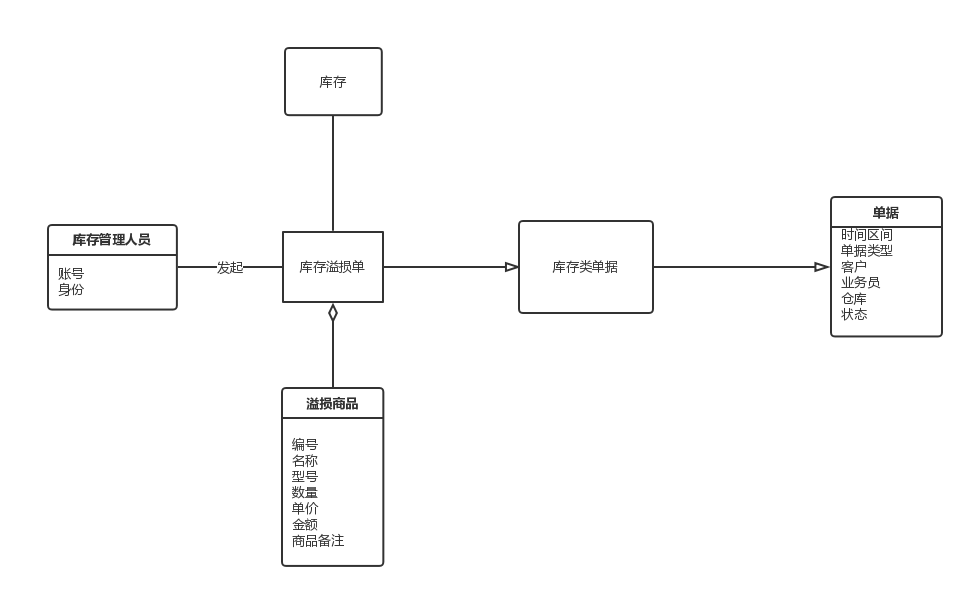 库存
库存管理人员
账号
身份
发起
库存溢损单
库存类单据
单据
时间区间
单据类型
客户
业务员
仓库
状态
溢损商品
编号
名称
型号
数量
单价
金额
商品备注